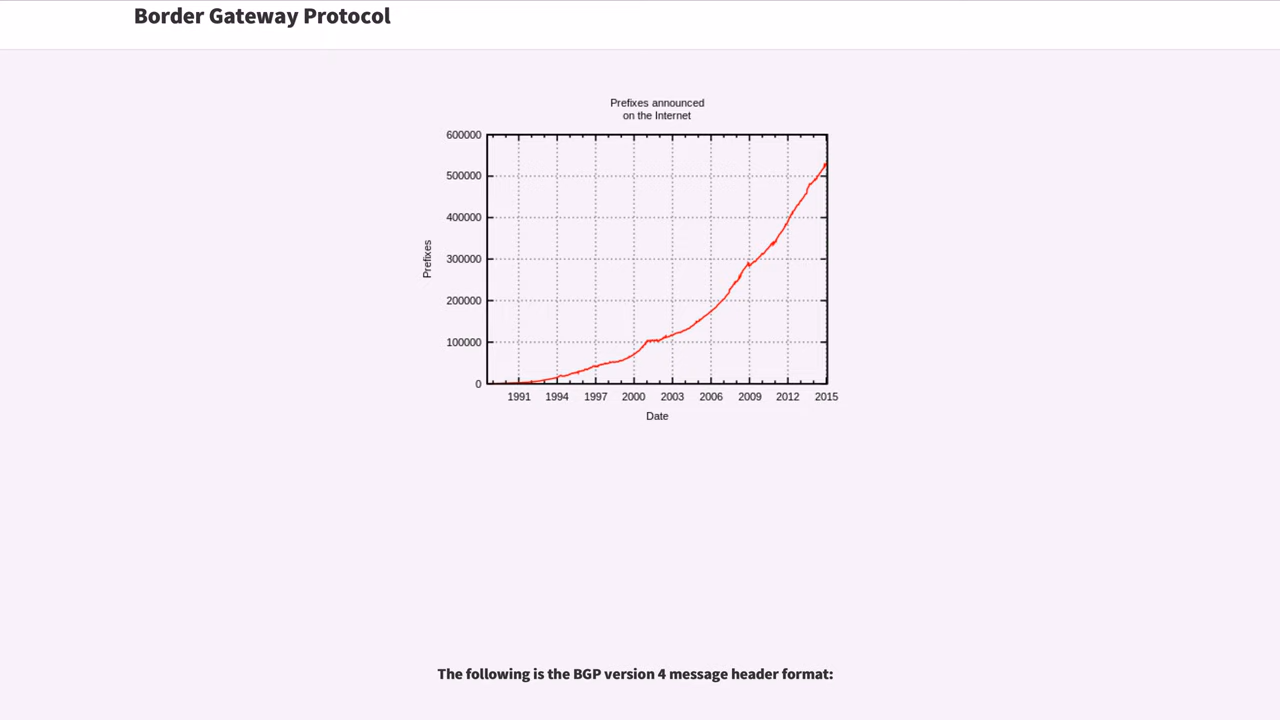 Border Gateway Protocol
Prefixes announced
on the Internet
600000
500000
400000
300000
200000
100000
0
Prefixes
1991 1994 1997 2000 2003 2006 2009 2012 2015
Date
The following is the BGP version 4 message header format: